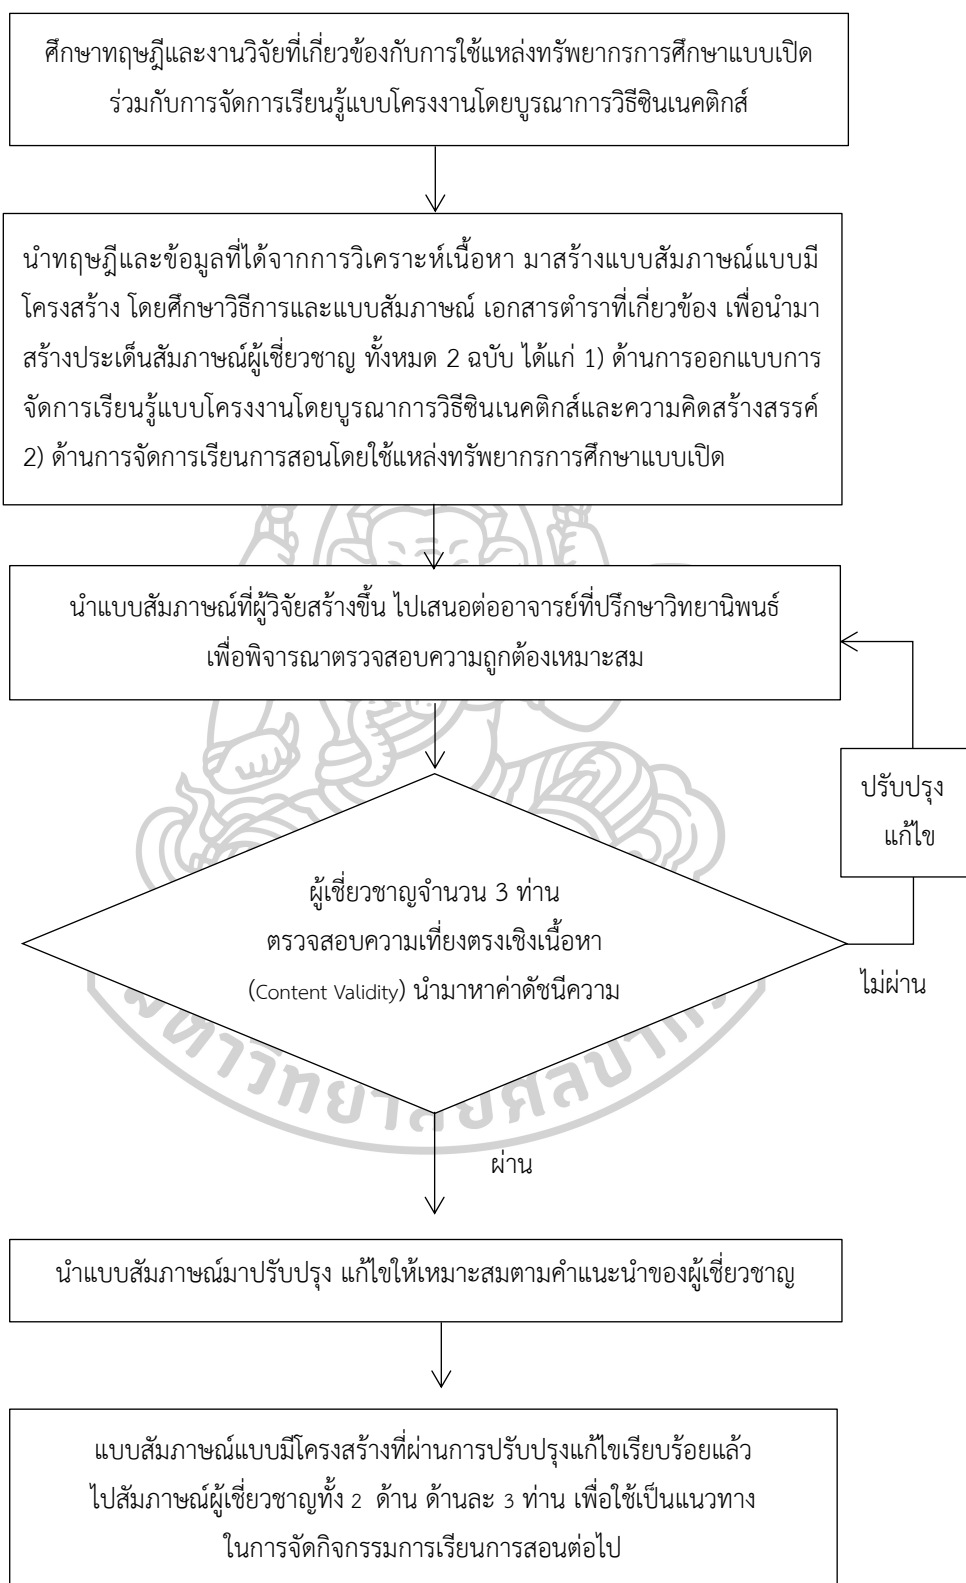 ศึกษาทฤษฎีและงานวิจัยที่เกี่ยวข้องกับการใช้แหล่งทรัพยากรการศึกษาแบบเปิด
ร่วมกับการจัดการเรียนรู้แบบโครงงานโดยบูรณาการวิธีซินเนคติกส์
นำทฤษฎีและข้อมูลที่ได้จากการวิเคราะห์เนื้อหา มาสร้างแบบสัมภาษณ์แบบมี
โครงสร้าง โดยศึกษาวิธีการและแบบสัมภาษณ์ เอกสารตำราที่เกี่ยวข้อง เพื่อนำมา
สร้างประเด็นสัมภาษณ์ผู้เชี่ยวชาญ ทั้งหมด 2 ฉบับ ได้แก่ 1) ด้านการออกแบบการ
จัดการเรียนรู้แบบโครงงานโดยบูรณาการวิธีซินเนคติกส์และความคิดสร้างสรรค์
2) ด้านการจัดการเรียนการสอนโดยใช้แหล่งทรัพยากรการศึกษาแบบเปิด
นำแบบสัมภาษณ์ที่ผู้วิจัยสร้างขึ้น ไปเสนอต่ออาจารย์ที่ปรึกษาวิทยานิพนธ์
เพื่อพิจารณาตรวจสอบความถูกต้องเหมาะสม
ปรับปรุง
แก้ไข
ผู้เชี่ยวชาญจำนวน 3 ท่าน
ตรวจสอบความเที่ยงตรงเชิงเนื้อหา
(Content Validity) นำมาหาค่าดัชนีความ
ไม่ผ่าน
มหาวิทยาลัยศิลปากร
ผ่าน
นำแบบสัมภาษณ์มาปรับปรุง แก้ไขให้เหมาะสมตามคำแนะนำของผู้เชี่ยวชาญ
แบบสัมภาษณ์แบบมีโครงสร้างที่ผ่านการปรับปรุงแก้ไขเรียบร้อยแล้ว
ไปสัมภาษณ์ผู้เชี่ยวชาญทั้ง 2 ด้าน ด้านละ 3 ท่าน เพื่อใช้เป็นแนวทาง
ในการจัดกิจกรรมการเรียนการสอนต่อไป